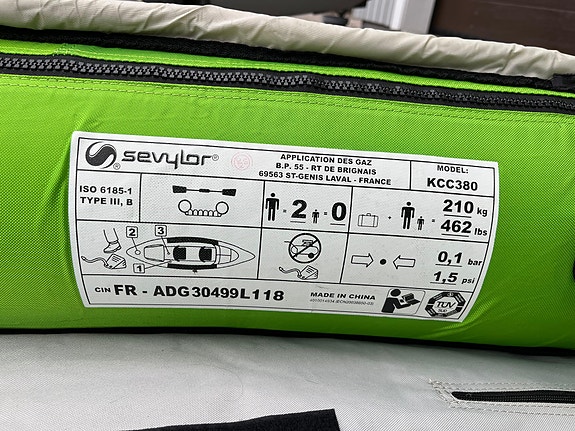 sevylor®
APPLICATION DES GAZ
B.P. 55 - RT DE BRIGNAIS
69563 ST-GENIS LAVAL - FRANCE
MODEL:
KCC380
ISO 6185-1
TYPE III, B
= 2 = 0
+ = 210 kg
462 lbs
2 3
1
0,1 bar
1,5 psi
CIN FR - ADG30499L118
MADE IN CHINA
TÜV
SÜD